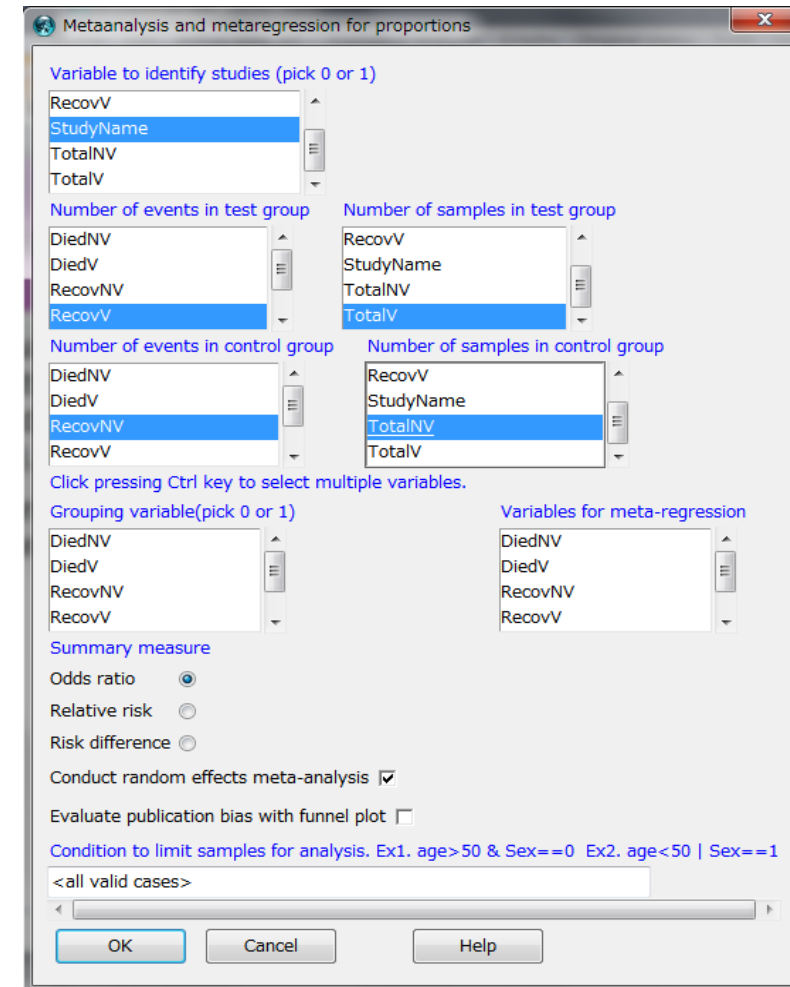 Metaanalysis and metaregression for proportions
Variable to identify studies (pick 0 or 1)
RecovV
StudyName
TotalNV
TotalV
Number of events in test group Number of samples in test group
DiedNV RecovV
DiedV StudyName
RecovNV TotalNV
RecovV TotalV
Number of events in control group Number of samples in control group
DiedNV RecovV
DiedV StudyName
RecovNV TotalNV
RecovV TotalV
Click pressing Ctrl key to select multiple variables.
Grouping variable(pick 0 or 1) Variables for meta-regression
DiedNV DiedNV
DiedV DiedV
RecovNV RecovNV
RecovV RecovV
Summary measure
Odds ratio
Relative risk
Risk difference
Conduct random effects meta-analysis
Evaluate publication bias with funnel plot
Condition to limit samples for analysis. Ex1. age>50 & Sex==0 Ex2. age<50 | Sex==1
<all valid cases>
OK Cancel Help